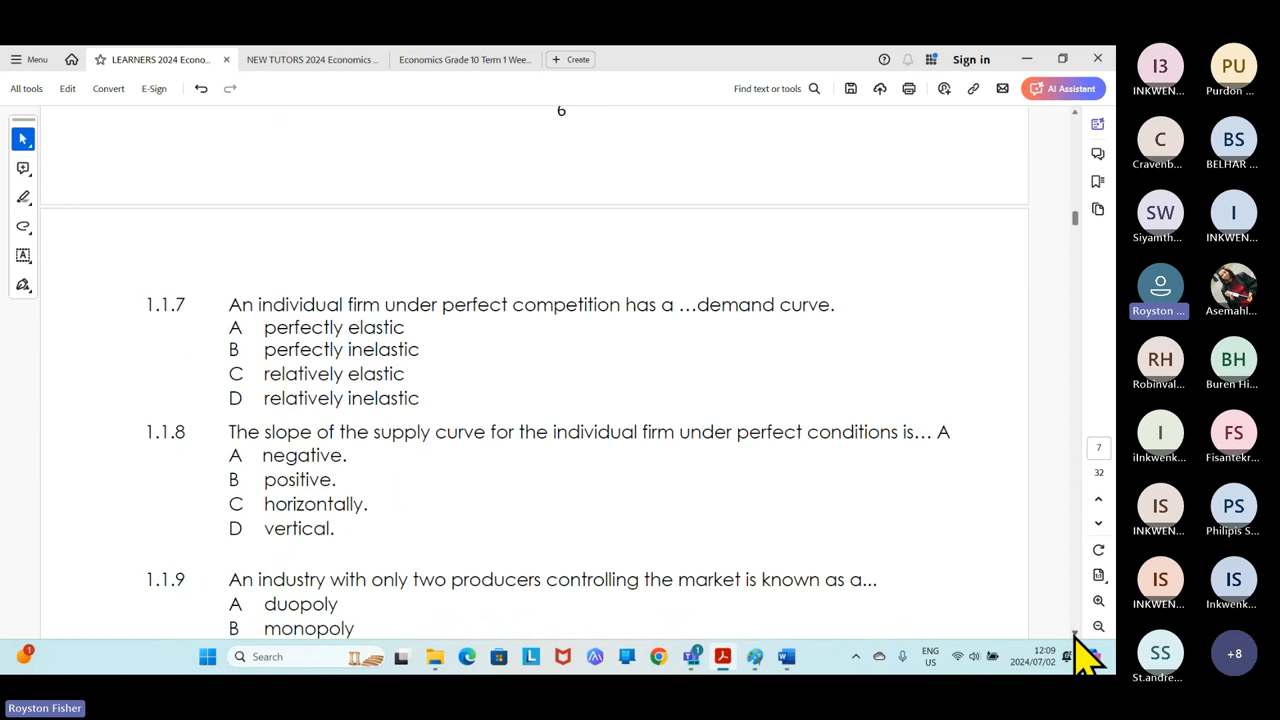 Menu
LEARNERS 2024 Econo...
NEW TUTORS 2024 Economics ...
Economics Grade 10 Term 1 Wee...
Create
Sign in
All tools
Edit
Convert
E-Sign
Find text or tools
AI Assistant
6
1.1.7 An individual firm under perfect competition has a ...demand curve.
A perfectly elastic
B perfectly inelastic
C relatively elastic
D relatively inelastic
1.1.8 The slope of the supply curve for the individual firm under perfect conditions is... A
A negative.
B positive.
C horizontally.
D vertical.
1.1.9 An industry with only two producers controlling the market is known as a...
A duopoly
B monopoly
7
32
1
Search
1
ENG
US
12:09
2024/07/02
Royston Fisher
I3
INKWEN...
PU
Purdon ...
C
Cravenb...
BS
BELHAR ...
SW
Siyamth...
I
INKWEN...
Royston ...
Asemahl...
RH
Robinval...
BH
Buren Hi...
I
iInkwenk...
FS
Fisantekr...
IS
INKWEN...
PS
Philipis S...
IS
INKWEN...
IS
Inkwenk...
SS
St.andre...
+8